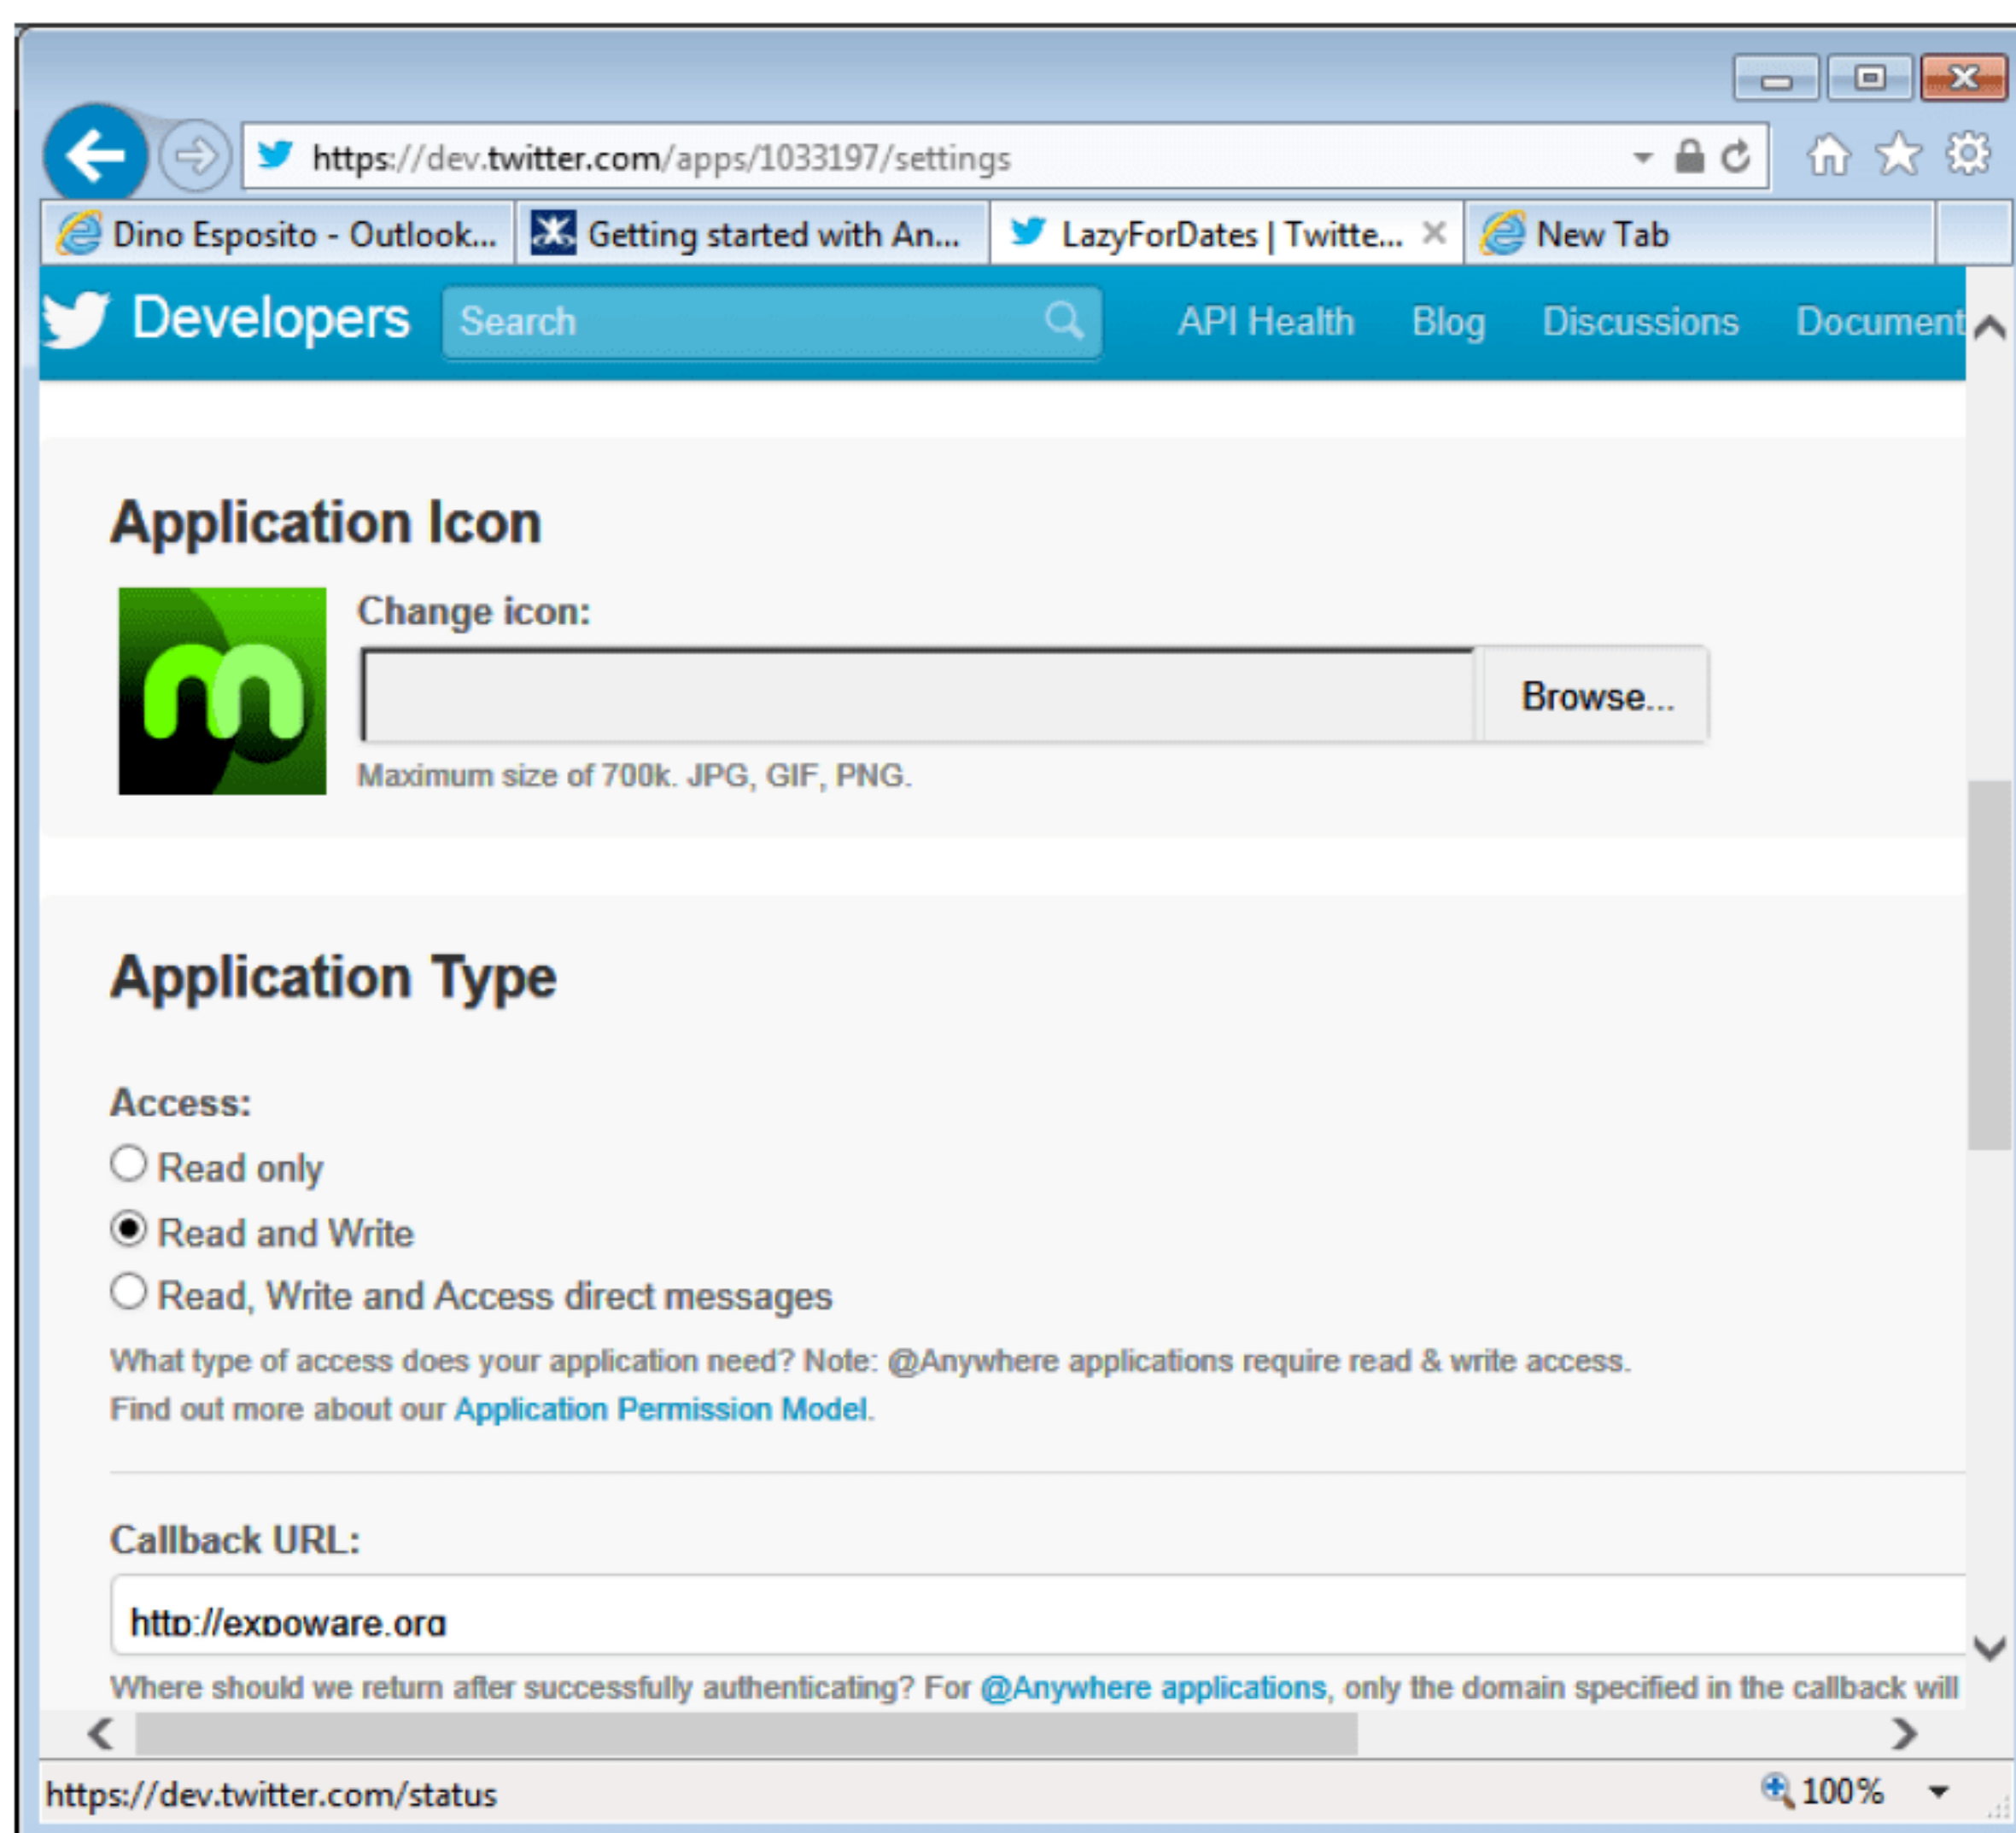 https://dev.twitter.com/apps/1033197/settings
Dino Esposito - Outlook... Getting started with An... LazyForDates | Twitte... New Tab
Developers Search API Health Blog Discussions Document
Application Icon
Change icon:
Browse...
Maximum size of 700k. JPG, GIF, PNG.
Application Type
Access:
Read only
Read and Write
Read, Write and Access direct messages
What type of access does your application need? Note: @Anywhere applications require read & write access.
Find out more about our Application Permission Model.
Callback URL:
http://expoware.org
Where should we return after successfully authenticating? For @Anywhere applications, only the domain specified in the callback will
https://dev.twitter.com/status 100%